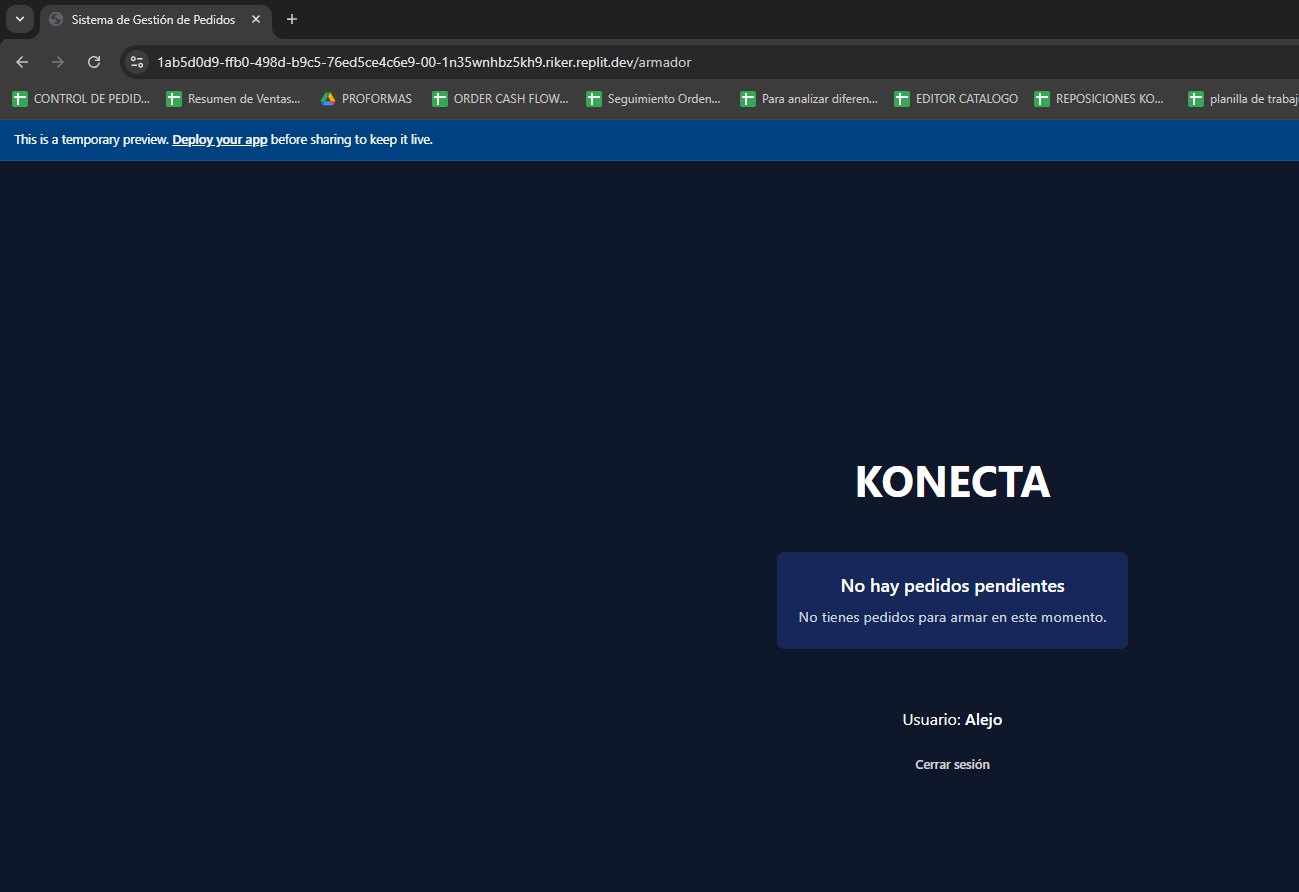 Sistema de Gestión de Pedidos
1ab5d0d9-ffb0-498d-b9c5-76ed5ce4c6e9-00-1n35wnhbz5kh9.riker.replit.dev/armador
CONTROL DE PEDID... Resumen de Ventas... PROFORMAS ORDER CASH FLOW... Seguimiento Orden... Para analizar diferen... EDITOR CATALOGO REPOSICIONES KO... planilla de trabaj
This is a temporary preview. Deploy your app before sharing to keep it live.
KONECTA
No hay pedidos pendientes
No tienes pedidos para armar en este momento.
Usuario: Alejo
Cerrar sesión